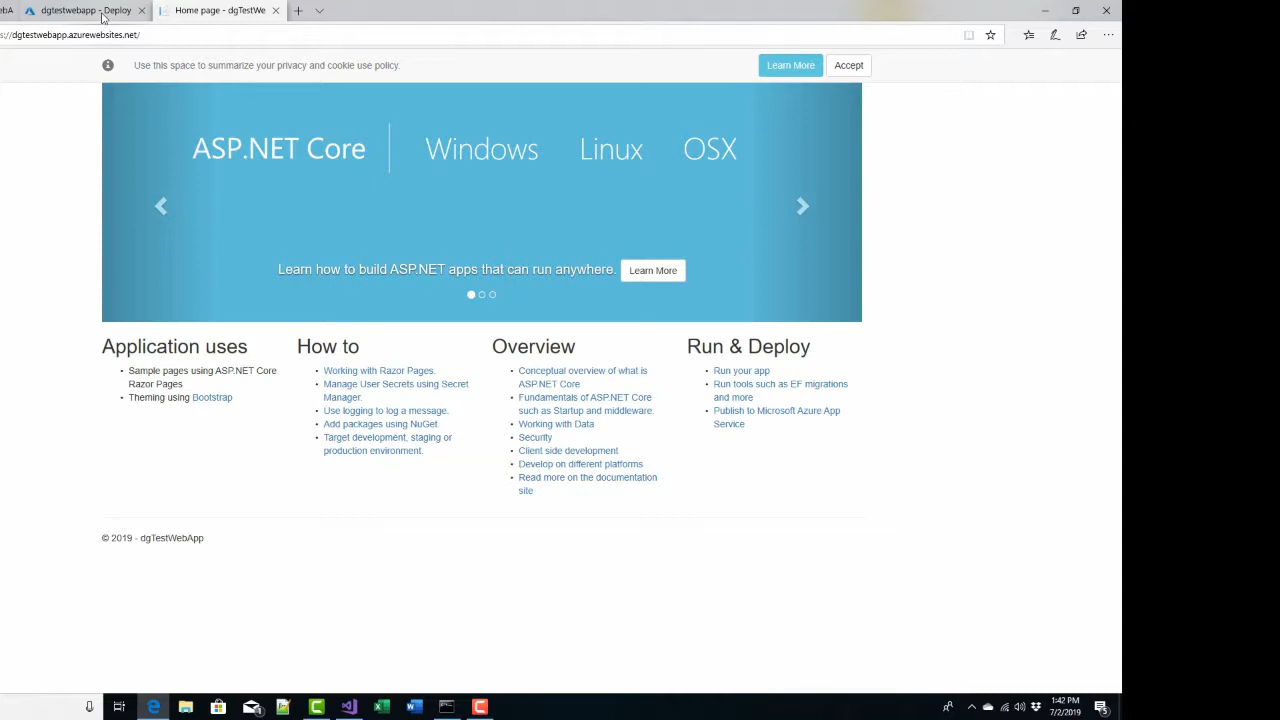 ebA
dgtestwebapp - Deploy
Home page - dgTestWe
s://dgtestwebapp.azurewebsites.net/
Use this space to summarize your privacy and cookie use policy.
Learn More
Accept
ASP.NET Core
Windows
Linux
OSX
Learn how to build ASP.NET apps that can run anywhere.
Learn More
Application uses
Sample pages using ASP.NET Core
Razor Pages
Theming using Bootstrap
How to
Working with Razor Pages.
Manage User Secrets using Secret
Manager.
Use logging to log a message.
Add packages using NuGet.
Target development, staging or
production environment.
Overview
Conceptual overview of what is
ASP.NET Core
Fundamentals of ASP.NET Core
such as Startup and middleware.
Working with Data
Security
Client side development
Develop on different platforms
Read more on the documentation
site
Run & Deploy
Run your app
Run tools such as EF migrations
and more
Publish to Microsoft Azure App
Service
© 2019 - dgTestWebApp
1:42 PM
7/2/2019